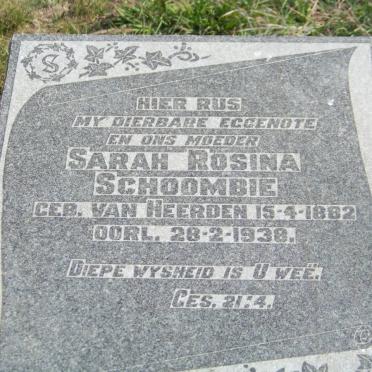 S
HIER RUS
MY DIERBARE EGGENOTE
EN ONS MOEDER
SARAH ROSINA
SCHOOMBIE
GEB. VAN HEERDEN 15-4-1882
OORL. 28-2-1938.
DIEPE WYSHEID IS U WEË.
GES. 21:4.